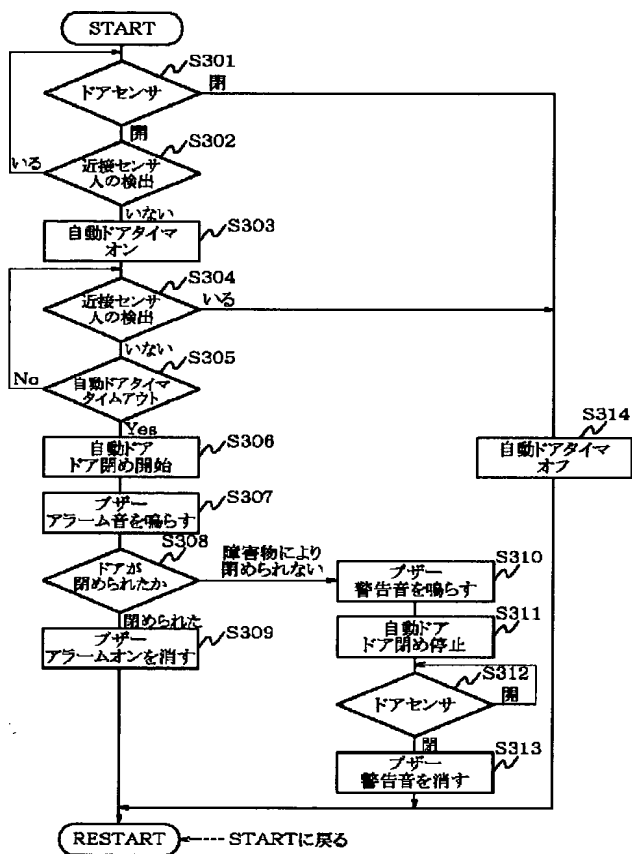 START
S301
ドアセンサ
閉
開
S302
近接センサ
人の検出
いる
いない
S303
自動ドアタイマ
オン
S304
近接センサ
人の検出
いる
いない
S305
自動ドアタイマ
タイムアウト
No
Yes
S306
自動ドア
ドア閉め開始
S307
ブザー
アラーム音を鳴らす
S308
ドアが
閉められたか
障害物により
閉められない
閉められた
S309
ブザー
アラームオンを消す
S310
ブザー
警告音を鳴らす
S311
自動ドア
ドア閉め停止
S312
ドアセンサ
開
閉
S313
ブザー
警告音を消す
S314
自動ドアタイマ
オフ
RESTART
STARTに戻る